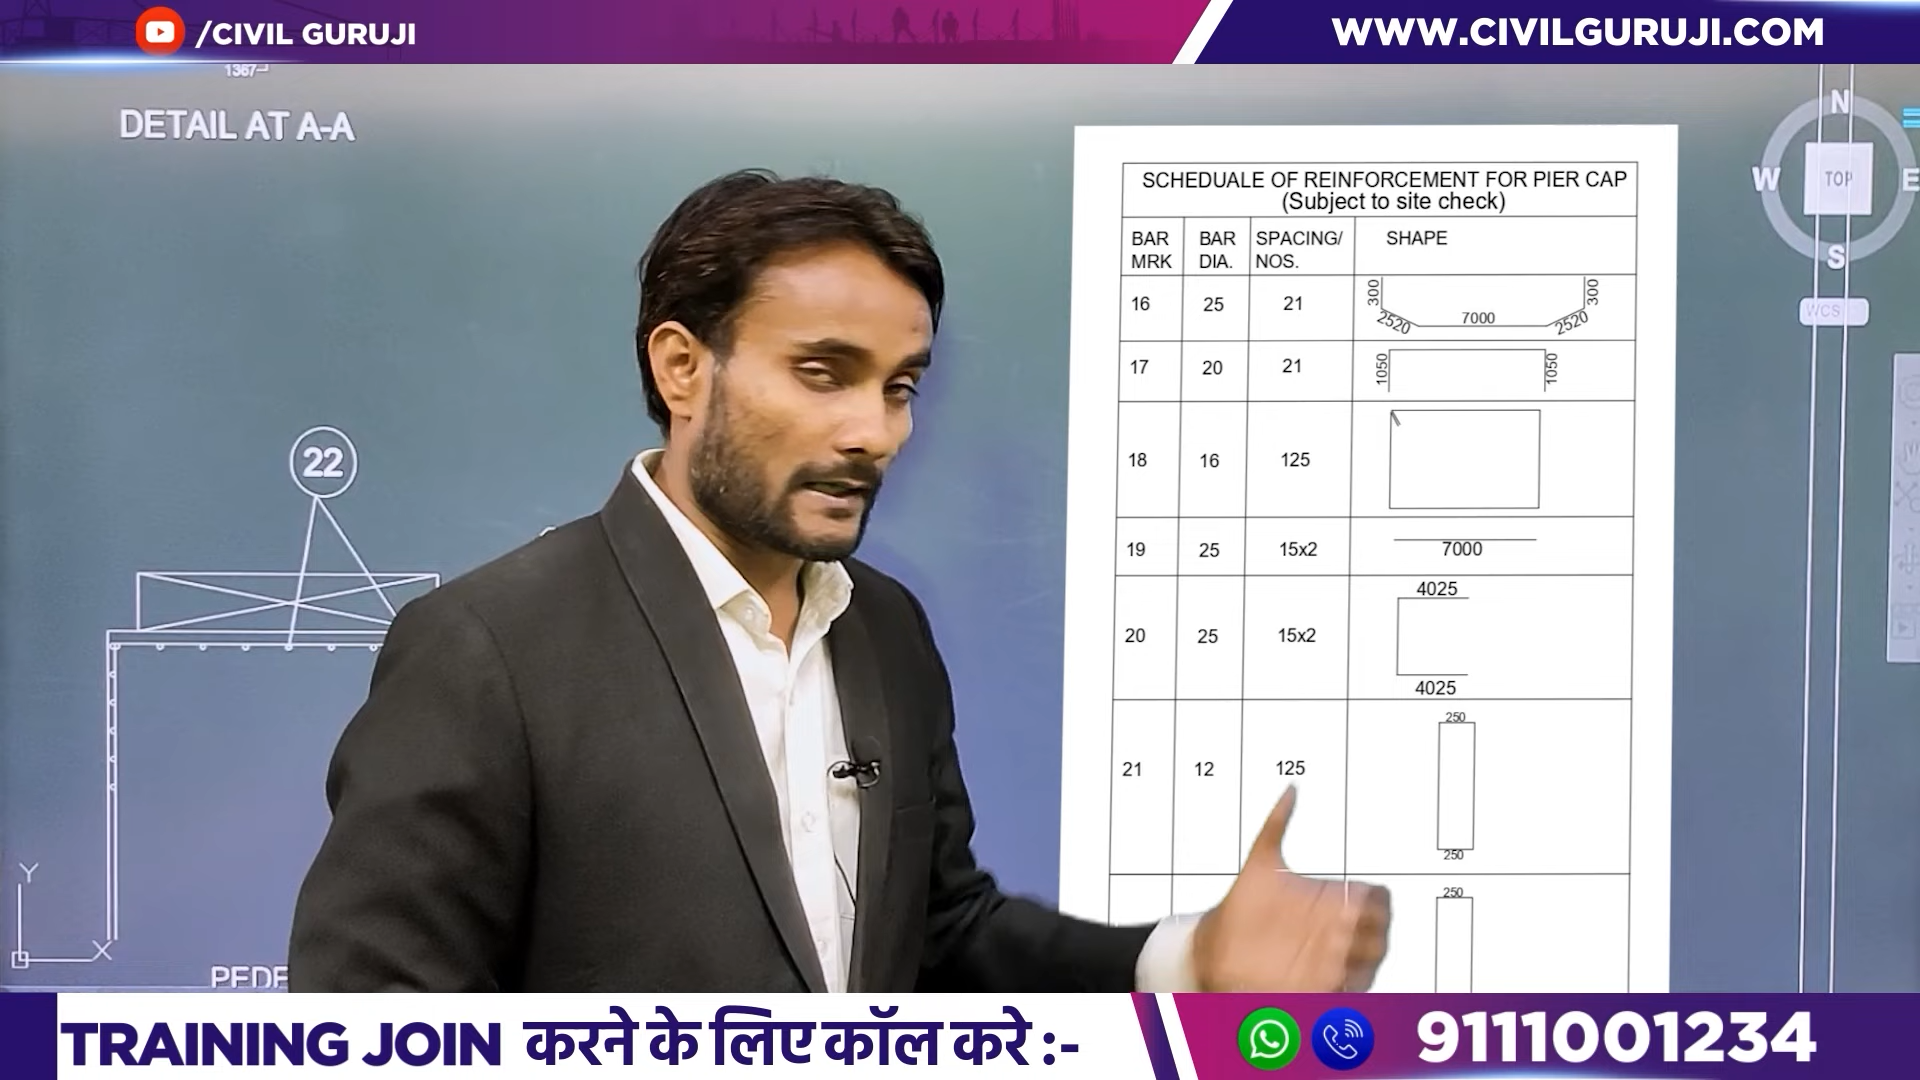 /CIVIL GURUJI
WWW.CIVILGURUJI.COM
1367
DETAIL AT A-A
22
Y
X
N
W
TOP
E
S
WCS
SCHEDUALE OF REINFORCEMENT FOR PIER CAP
(Subject to site check)
BAR MRK
BAR DIA.
SPACING/ NOS.
SHAPE
16 25 21 300 2520 7000 2520 300
17 20 21 1050 1050
18 16 125
19 25 15x2 7000
20 25 15x2 4025 4025
21 12 125 250 250
250
TRAINING JOIN करने के लिए कॉल करे :-
9111001234